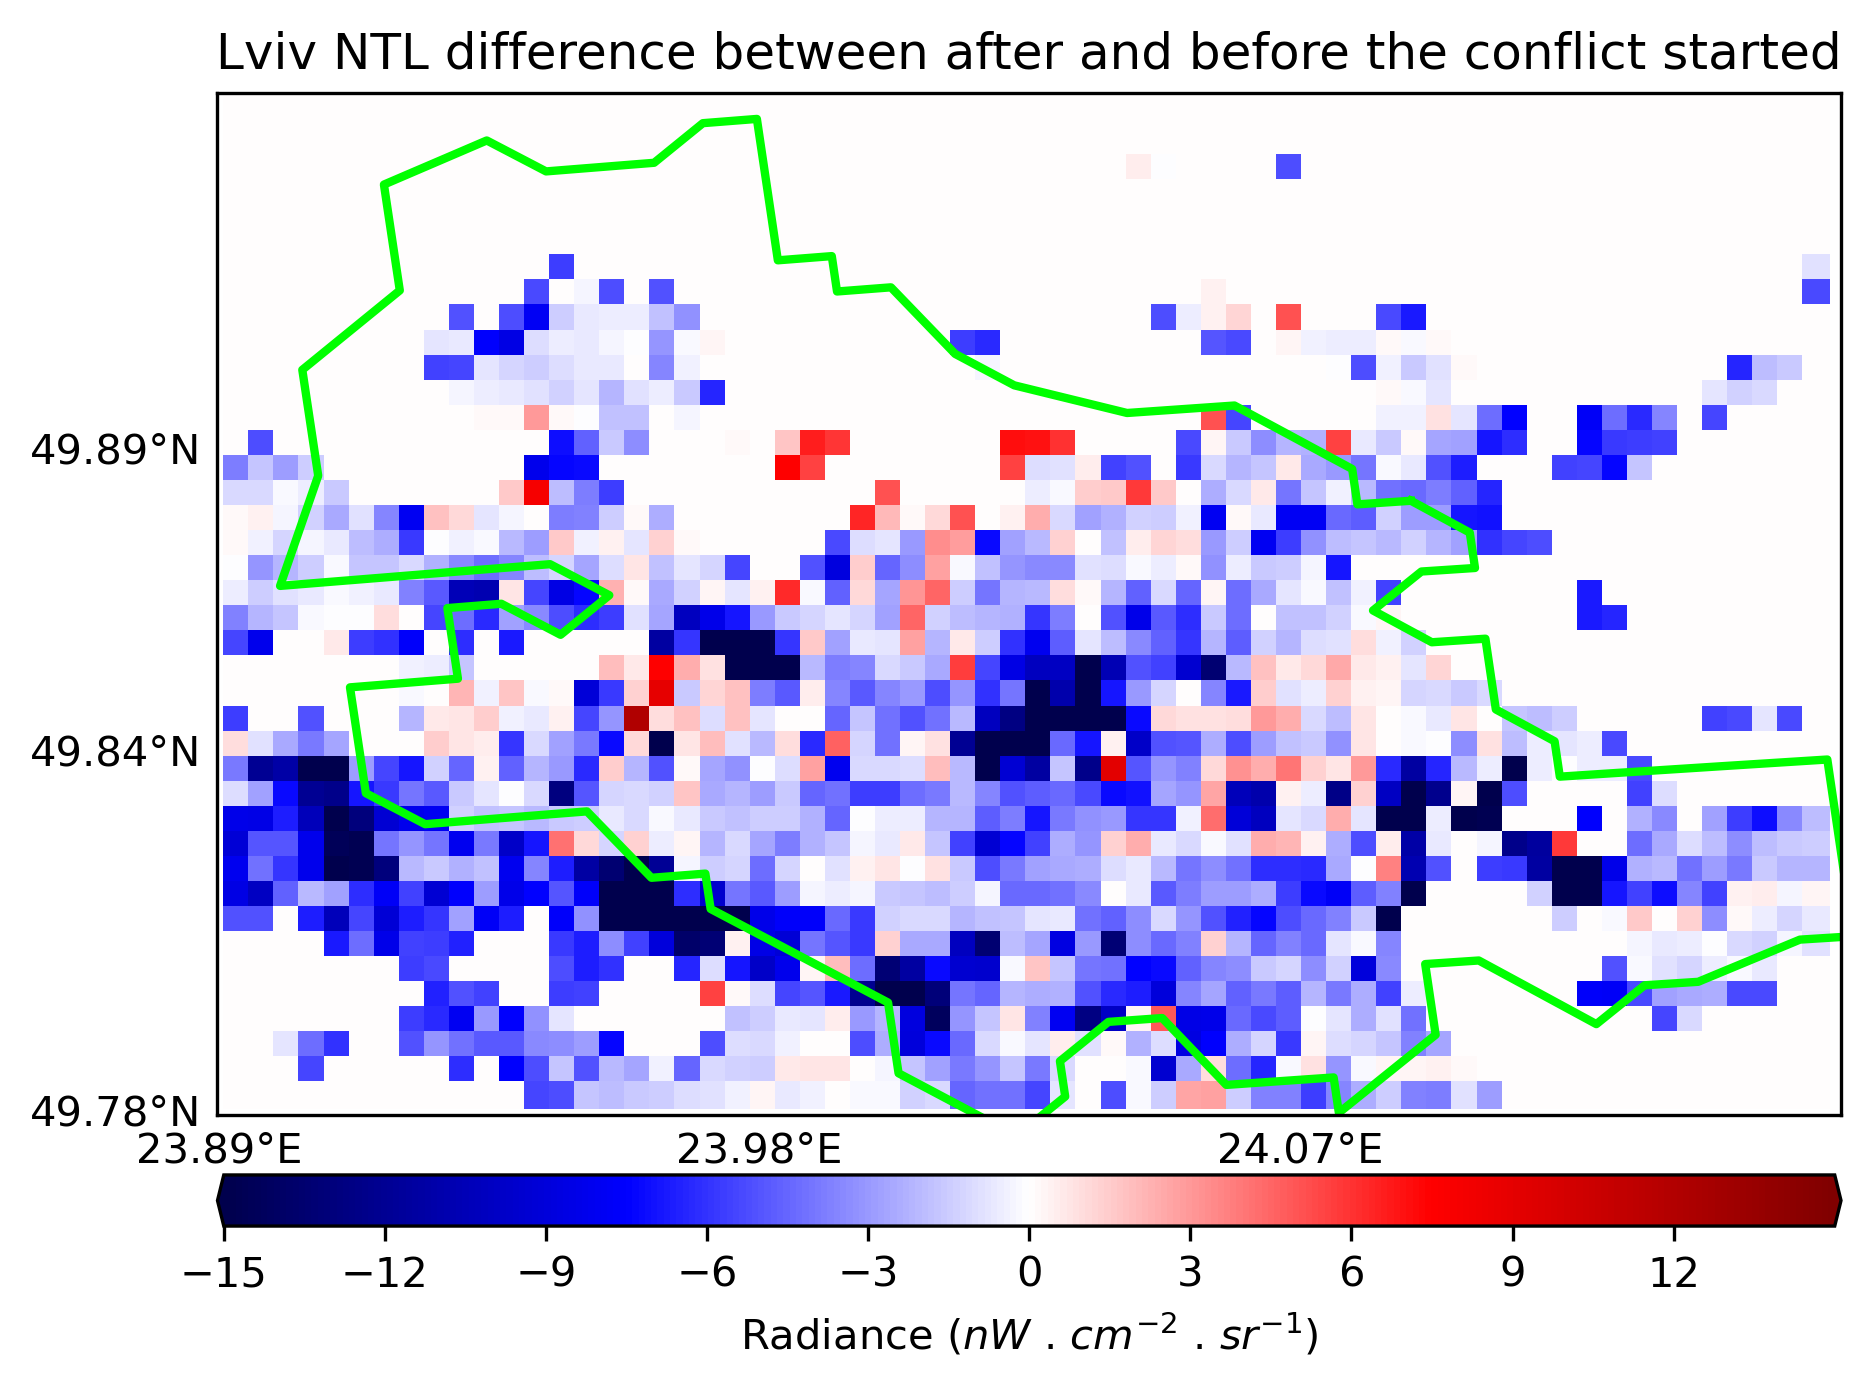 Lviv NTL difference between after and before the conflict started
49.89°N
49.84°N
49.78°N
23.89°E 23.98°E 24.07°E
−15 −12 −9 −6 −3 0 3 6 9 12
Radiance (nW . cm⁻² . sr⁻¹)